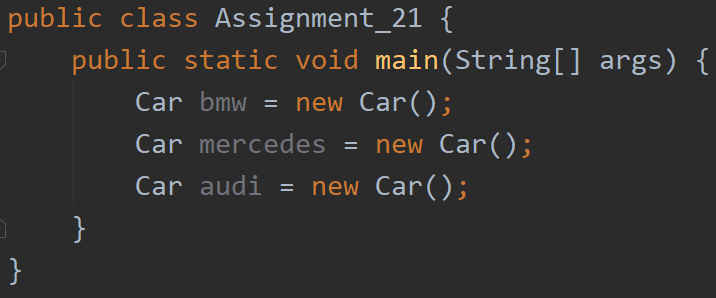 public class Assignment_21 {
    public static void main(String[] args) {
        Car bmw = new Car();
        Car mercedes = new Car();
        Car audi = new Car();
    }
}